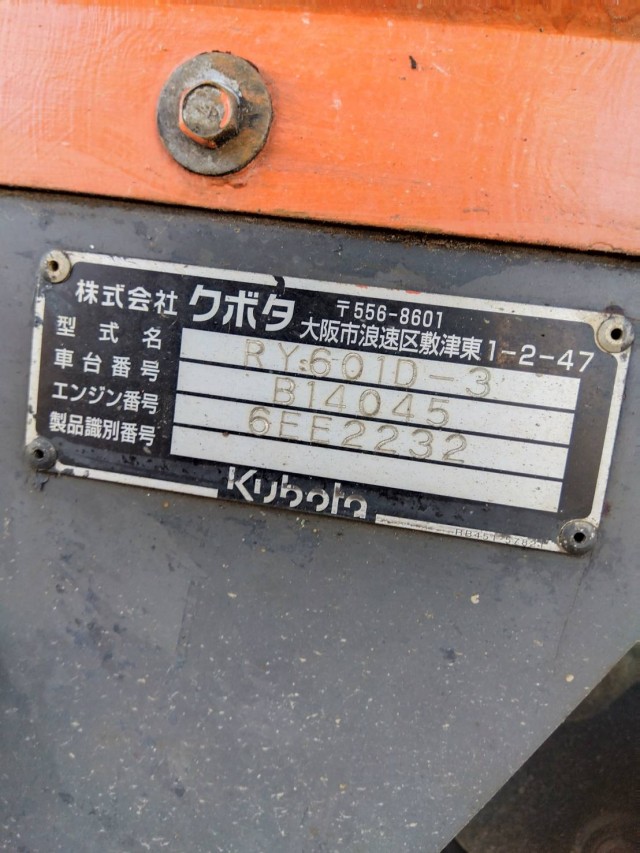 株式会社 クボタ 〒556-8601
大阪市浪速区敷津東1-2-47
型式名 RY601D-3
車台番号 B14045
エンジン番号 6EE2232
製品識別番号
Kubota